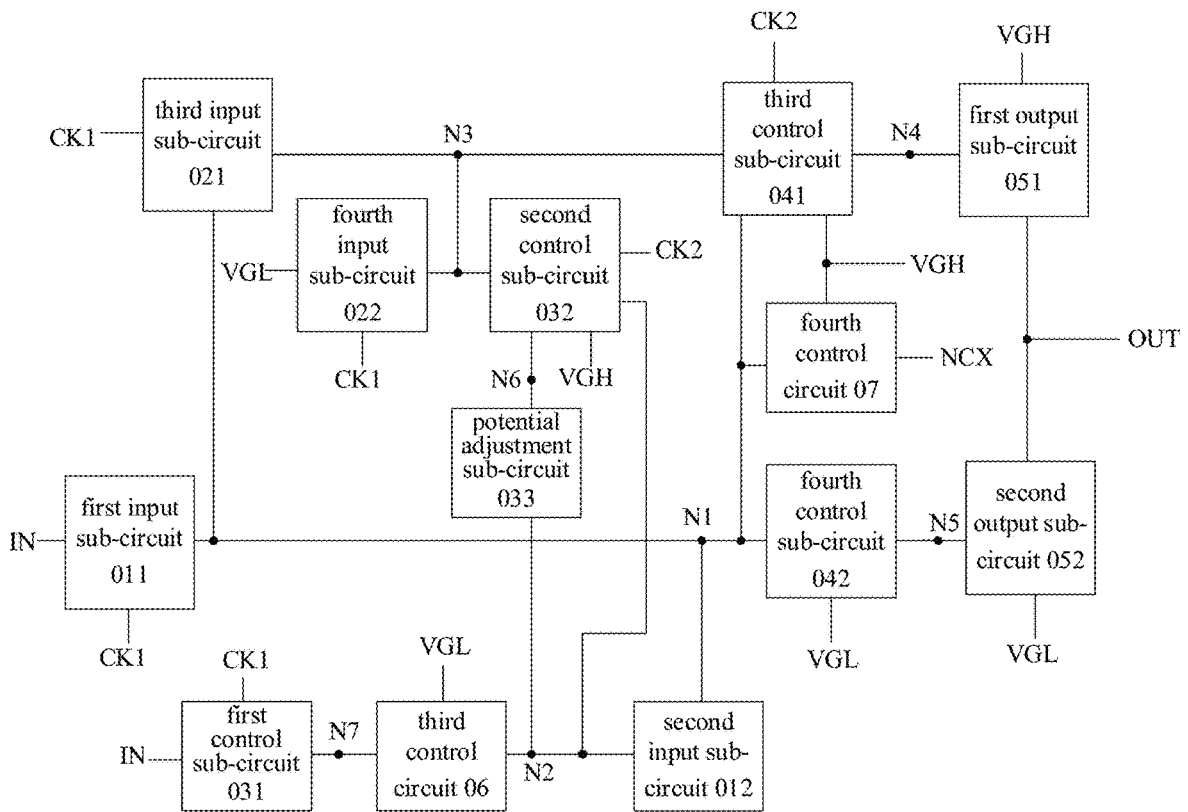 CK2
VGH
third input
sub-circuit
021
CK1
N3
third
control
sub-circuit
041
N4
first output
sub-circuit
051
fourth
input
sub-circuit
022
VGL
CK1
second
control
sub-circuit
032
CK2
VGH
N6
VGH
fourth
control
circuit 07
NCX
OUT
potential
adjustment
sub-circuit
033
first input
sub-circuit
011
IN
CK1
N1
fourth
control
sub-circuit
042
VGL
N5
second
output sub-
circuit 052
VGL
CK1
first
control
sub-circuit
031
IN
N7
VGL
third
control
circuit 06
N2
second
input sub-
circuit 012